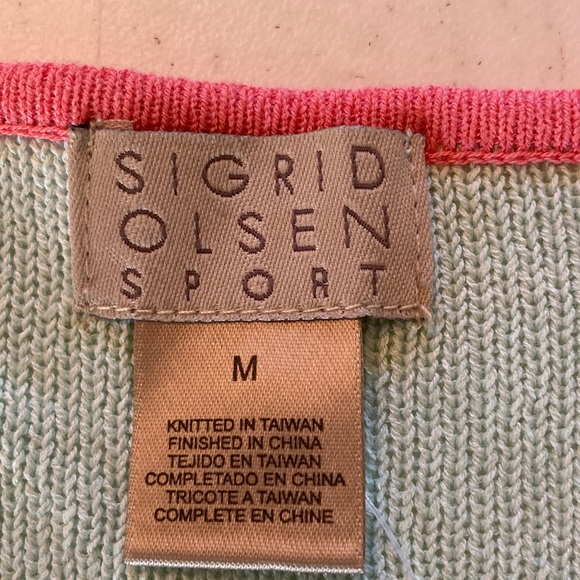 SIGRID
OLSEN
SPORT
M
KNITTED IN TAIWAN
FINISHED IN CHINA
TEJIDO EN TAIWAN
COMPLETADO EN CHINA
TRICOTE A TAIWAN
COMPLETE EN CHINE